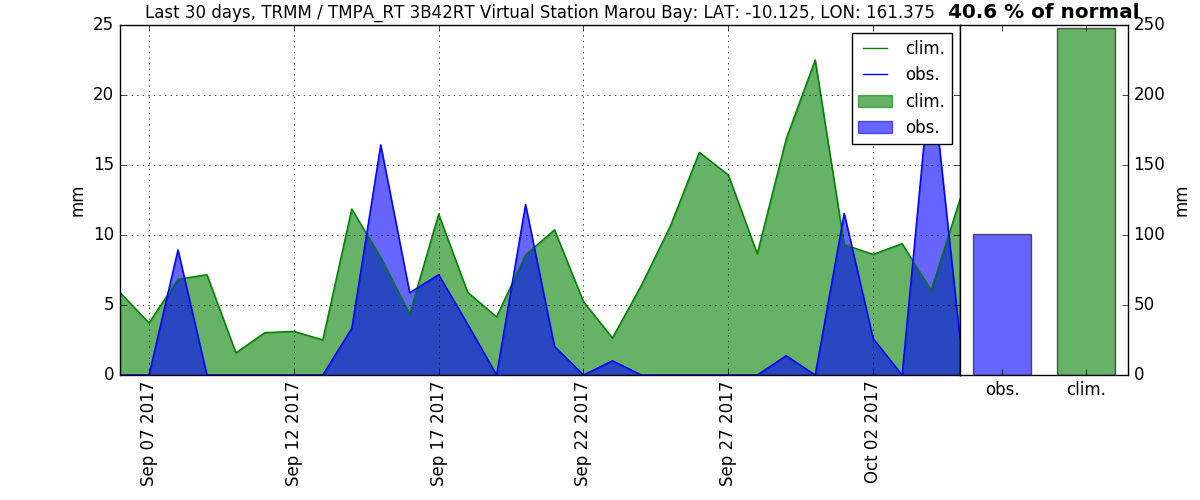 Last 30 days, TRMM / TMPA_RT 3B42RT Virtual Station Marou Bay: LAT: -10.125, LON: 161.375
40.6 % of normal
25
20
15
10
5
0
mm
clim.
obs.
clim.
obs.
250
200
150
100
50
0
mm
Sep 07 2017
Sep 12 2017
Sep 17 2017
Sep 22 2017
Sep 27 2017
Oct 02 2017
obs.
clim.